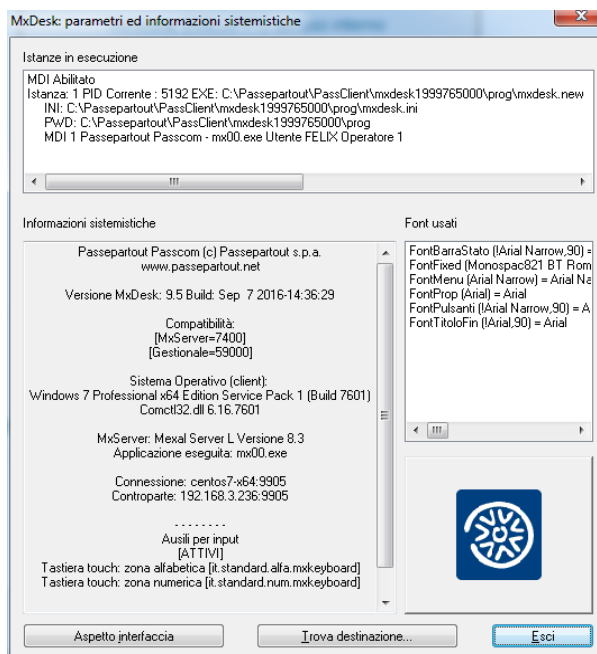 MxDesk: parametri ed informazioni sistemistiche
Istanze in esecuzione
MDI Abilitato
Istanza: 1 PID Corrente : 5192 EXE: C:\Passepartout\PassClient\mxdesk1999765000\prog\mxdesk.new
INI: C:\Passepartout\PassClient\mxdesk1999765000\prog\mxdesk.ini
PWD: C:\Passepartout\PassClient\mxdesk1999765000\prog
MDI 1 Passepartout Passcom - mx00.exe Utente FELIX Operatore 1
Informazioni sistemistiche
Passepartout Passcom (c) Passepartout s.p.a.
www.passepartout.net
Versione MxDesk: 9.5 Build: Sep 7 2016-14:36:29
Compatibilità:
[MxServer=7400]
[Gestionale=59000]
Sistema Operativo (client):
Windows 7 Professional x64 Edition Service Pack 1 (Build 7601)
Comctl32.dll 6.16.7601
MxServer: Mexal Server L Versione 8.3
Applicazione eseguita: mx00.exe
Connessione: centos7-x64:9905
Controparte: 192.168.3.236:9905
- - - - - - - -
Ausili per input
[ATTIVI]
Tastiera touch: zona alfabetica [it.standard.alfa.mxkeyboard]
Tastiera touch: zona numerica [it.standard.num.mxkeyboard]
Font usati
FontBarraStato (!Arial Narrow,90) =
FontFixed (Monospac821 BT Rom
FontMenu (Arial Narrow) = Arial Na
FontProp (Arial) = Arial
FontPulsanti (!Arial Narrow,90) = A
FontTitoloFin (!Arial,90) = Arial
Aspetto interfaccia
Trova destinazione...
Esci